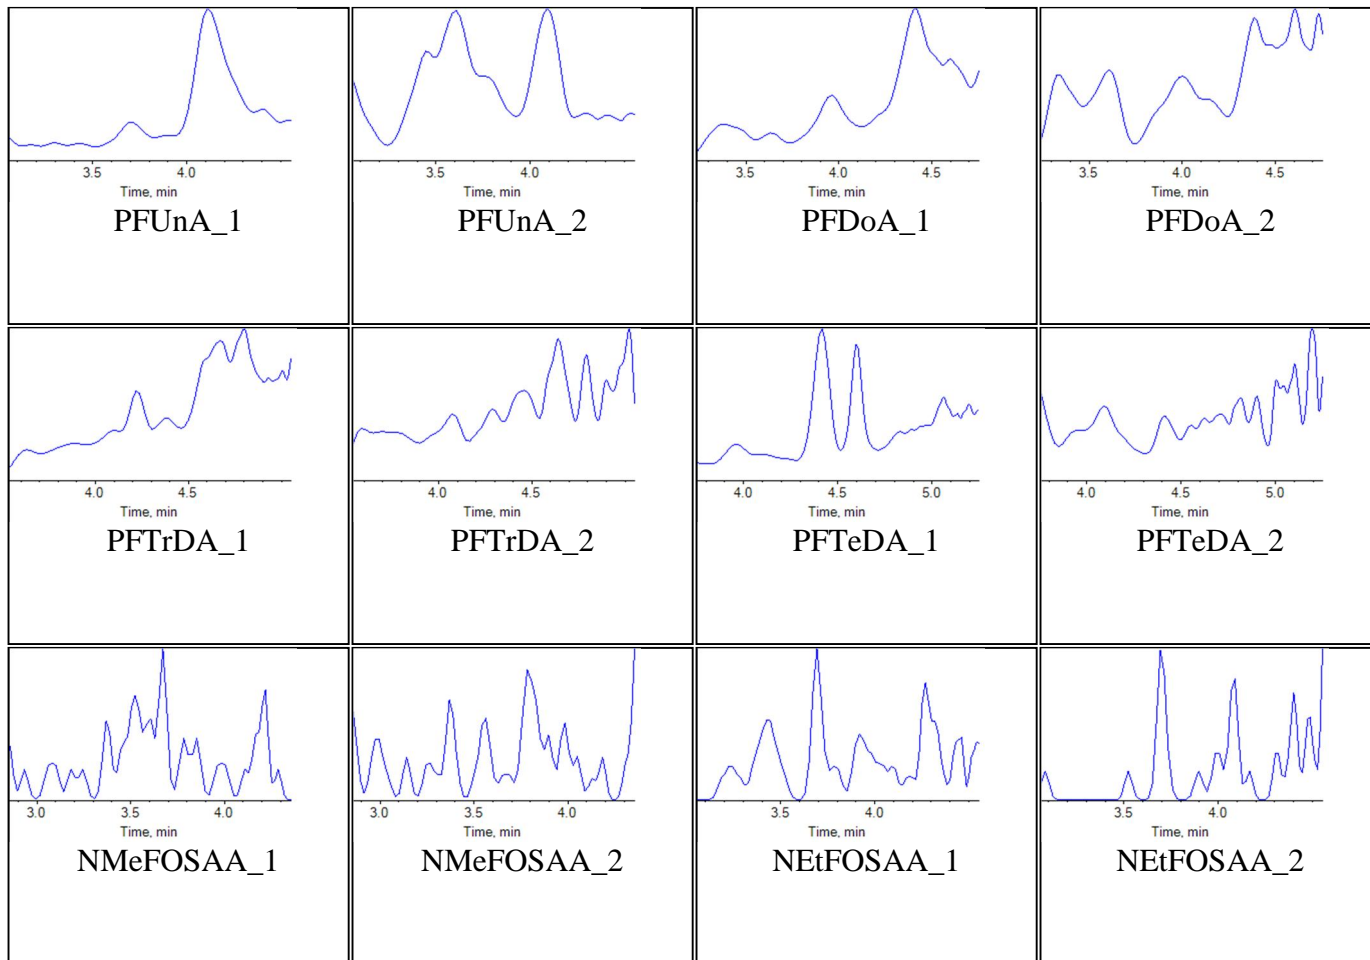 3.5 4.0
Time, min
PFUnA_1
3.5 4.0
Time, min
PFUnA_2
3.5 4.0 4.5
Time, min
PFDoA_1
3.5 4.0 4.5
Time, min
PFDoA_2
4.0 4.5
Time, min
PFTrDA_1
4.0 4.5
Time, min
PFTrDA_2
4.0 4.5 5.0
Time, min
PFTeDA_1
4.0 4.5 5.0
Time, min
PFTeDA_2
3.0 3.5 4.0
Time, min
NMeFOSAA_1
3.0 3.5 4.0
Time, min
NMeFOSAA_2
3.5 4.0
Time, min
NEtFOSAA_1
3.5 4.0
Time, min
NEtFOSAA_2